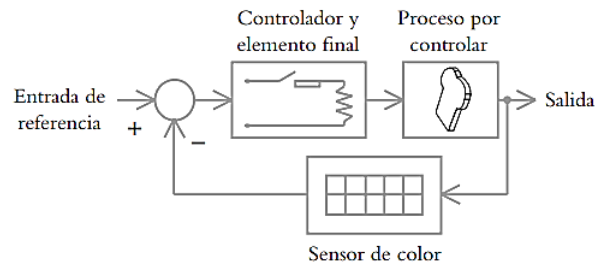 Controlador y
elemento final
Proceso por
controlar
Entrada de
referencia
+
−
Salida
Sensor de color